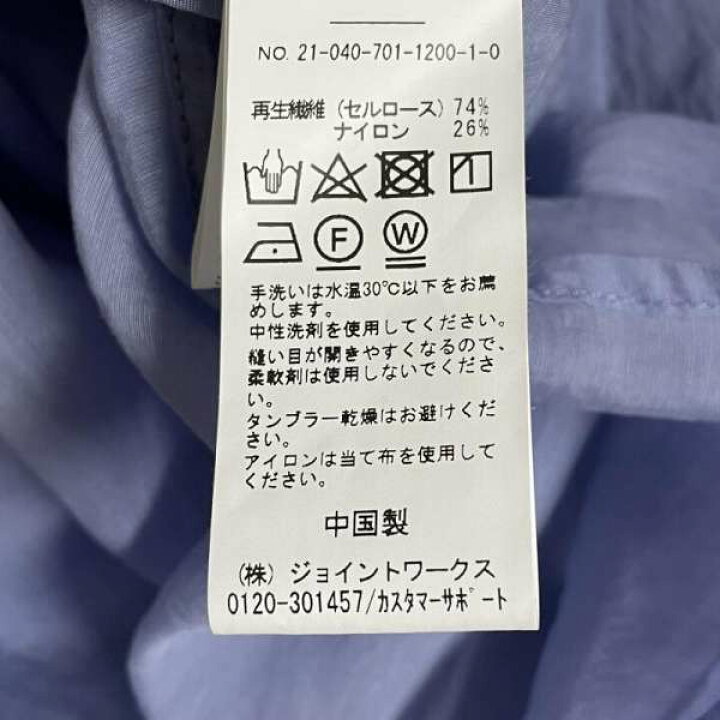 NO. 21-040-701-1200-1-0
再生繊維 (セルロース) 74%
ナイロン 26%
F W
手洗いは水温30℃以下をお薦
めします。
中性洗剤を使用してください。
縫い目が開きやすくなるので、
柔軟剤は使用しないでくださ
い。
タンブラー乾燥はお避けくだ
さい。
アイロンは当て布を使用して
ください。
中国製
(株) ジョイントワークス
0120-301457/カスタマーサポート